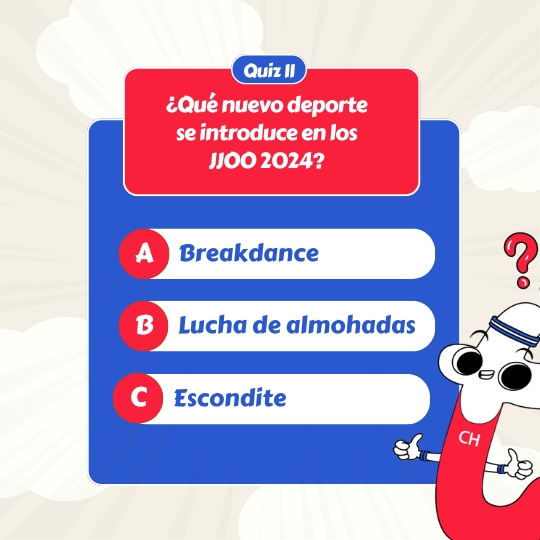 Quiz II
¿Qué nuevo deporte
se introduce en los
JJOO 2024?
A Breakdance
B Lucha de almohadas
C Escondite
CH